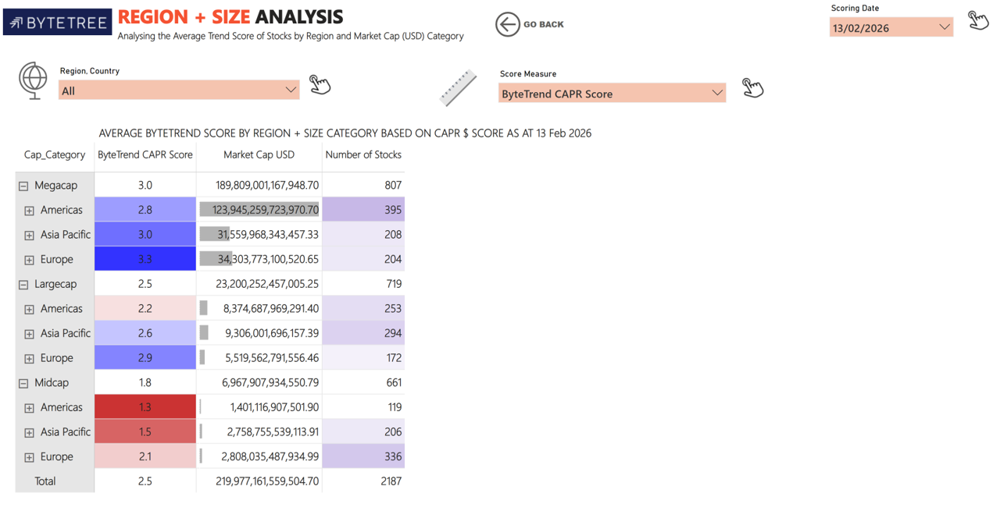 BYTETREE
REGION + SIZE ANALYSIS
Analysing the Average Trend Score of Stocks by Region and Market Cap (USD) Category
GO BACK
Scoring Date
13/02/2026
Region, Country
All
Score Measure
ByteTrend CAPR Score
AVERAGE BYTETREND SCORE BY REGION + SIZE CATEGORY BASED ON CAPR $ SCORE AS AT 13 Feb 2026
Cap_Category ByteTrend CAPR Score Market Cap USD Number of Stocks
Megacap 3.0 189,809,001,167,948.70 807
Americas 2.8 123,945,259,723,970.70 395
Asia Pacific 3.0 31,559,968,343,457.33 208
Europe 3.3 34,303,773,100,520.65 204
Largecap 2.5 23,200,252,457,005.25 719
Americas 2.2 8,374,687,969,291.40 253
Asia Pacific 2.6 9,306,001,696,157.39 294
Europe 2.9 5,519,562,791,556.46 172
Midcap 1.8 6,967,907,934,550.79 661
Americas 1.3 1,401,116,907,501.90 119
Asia Pacific 1.5 2,758,755,539,113.91 206
Europe 2.1 2,808,035,487,934.99 336
Total 2.5 219,977,161,559,504.70 2187